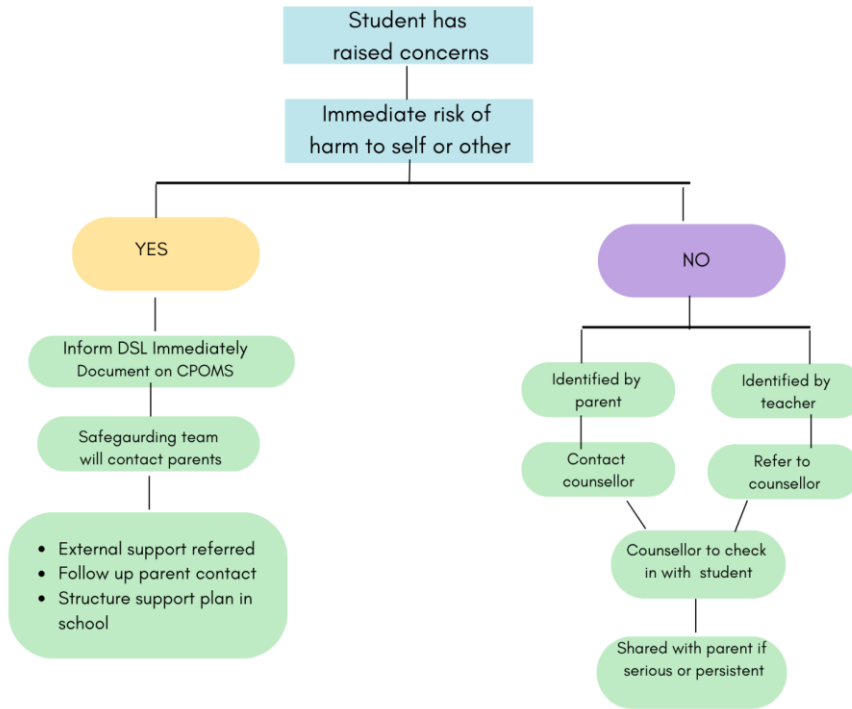 Student has
raised concerns
Immediate risk of
harm to self or other
YES
NO
Inform DSL Immediately
Document on CPOMS
Safegaurding team
will contact parents
• External support referred
• Follow up parent contact
• Structure support plan in
school
Identified by
parent
Identified by
teacher
Contact
counsellor
Refer to
counsellor
Counsellor to check
in with student
Shared with parent if
serious or persistent